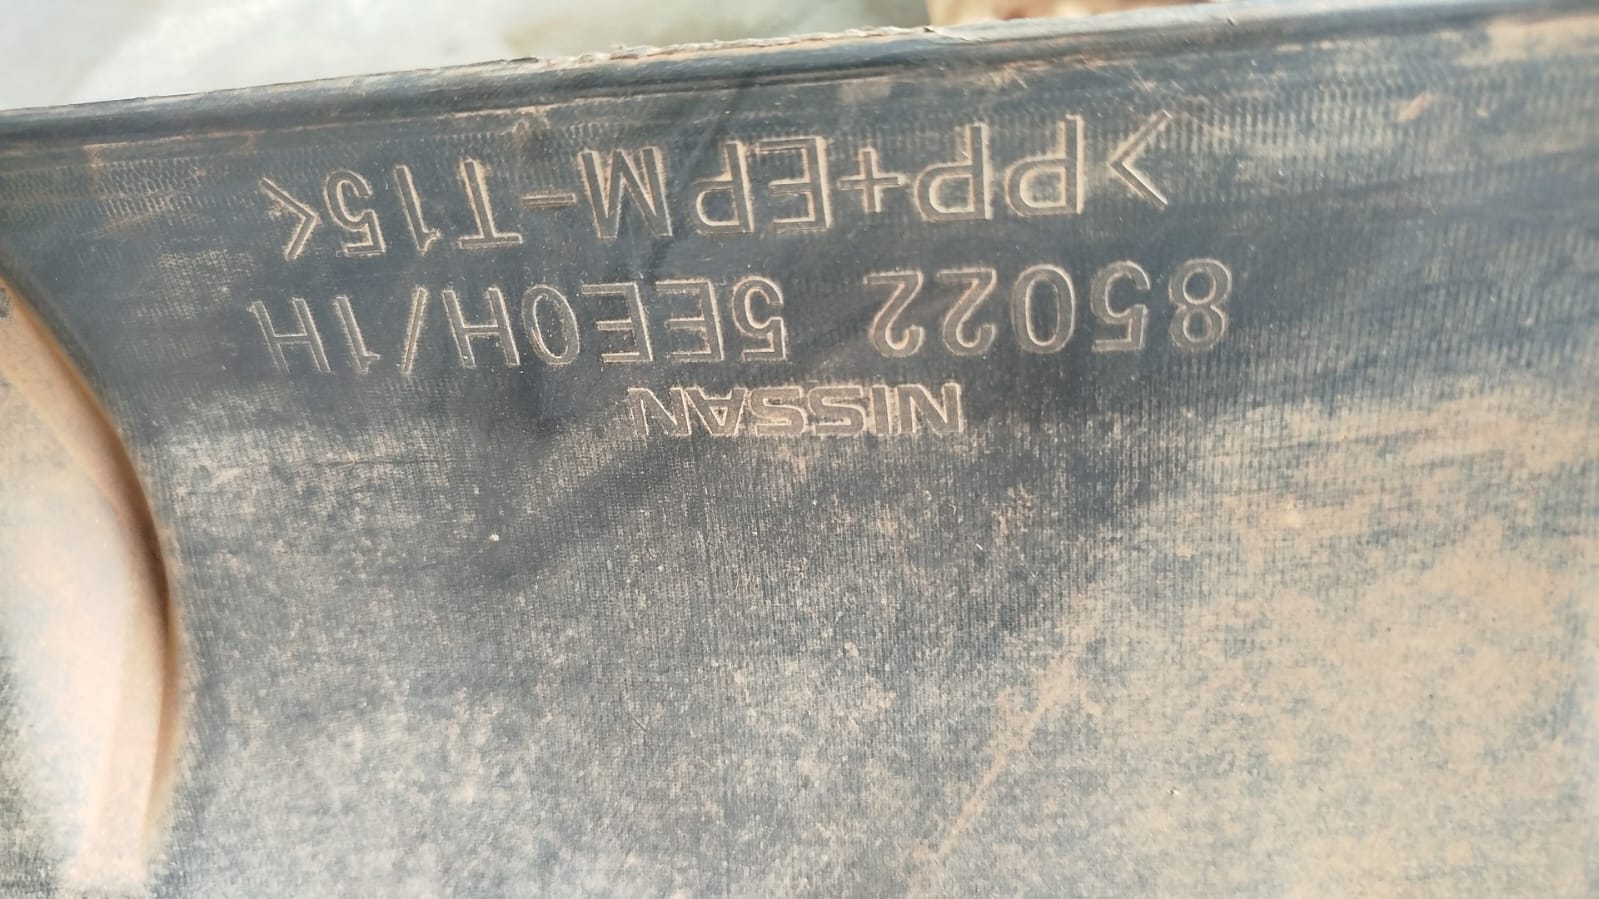 NISSAN
85022 5EE0H/1H
>PP+EPM-T15<